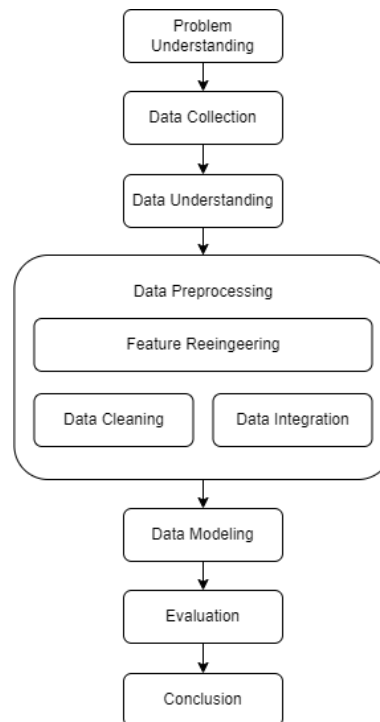 Problem
Understanding
Data Collection
Data Understanding
Data Preprocessing
Feature Reeingeering
Data Cleaning
Data Integration
Data Modeling
Evaluation
Conclusion